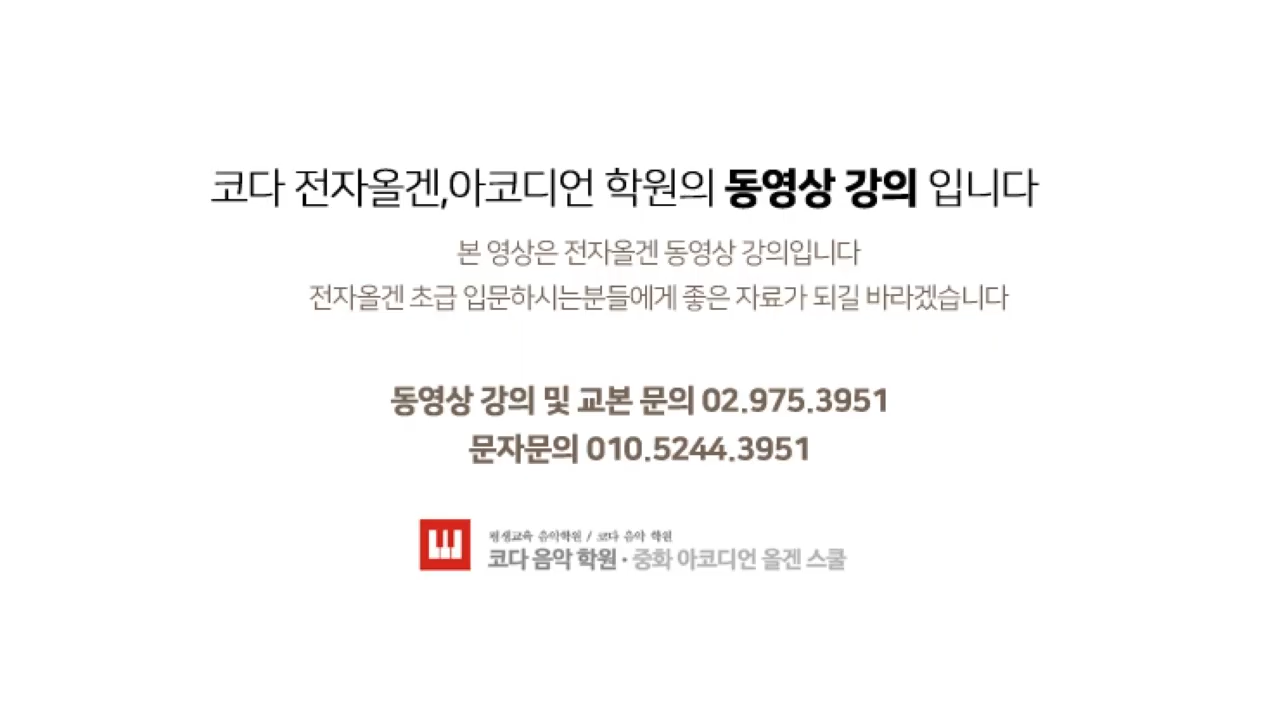 코다 전자올겐,아코디언 학원의 동영상 강의 입니다
본 영상은 전자올겐 동영상 강의입니다
전자올겐 초급 입문하시는분들에게 좋은 자료가 되길 바라겠습니다
동영상 강의 및 교본 문의 02.975.3951
문자문의 010.5244.3951
평생교육 음악학원 / 코다 음악 학원
코다 음악 학원 · 중화 아코디언 올겐 스쿨